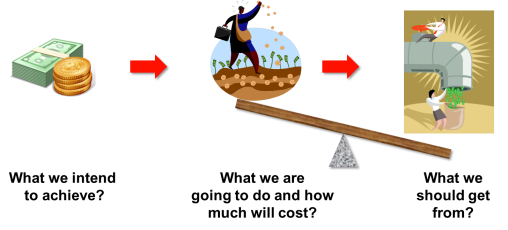 What we intend
to achieve?
What we are
going to do and how
much will cost?
What we
should get
from?